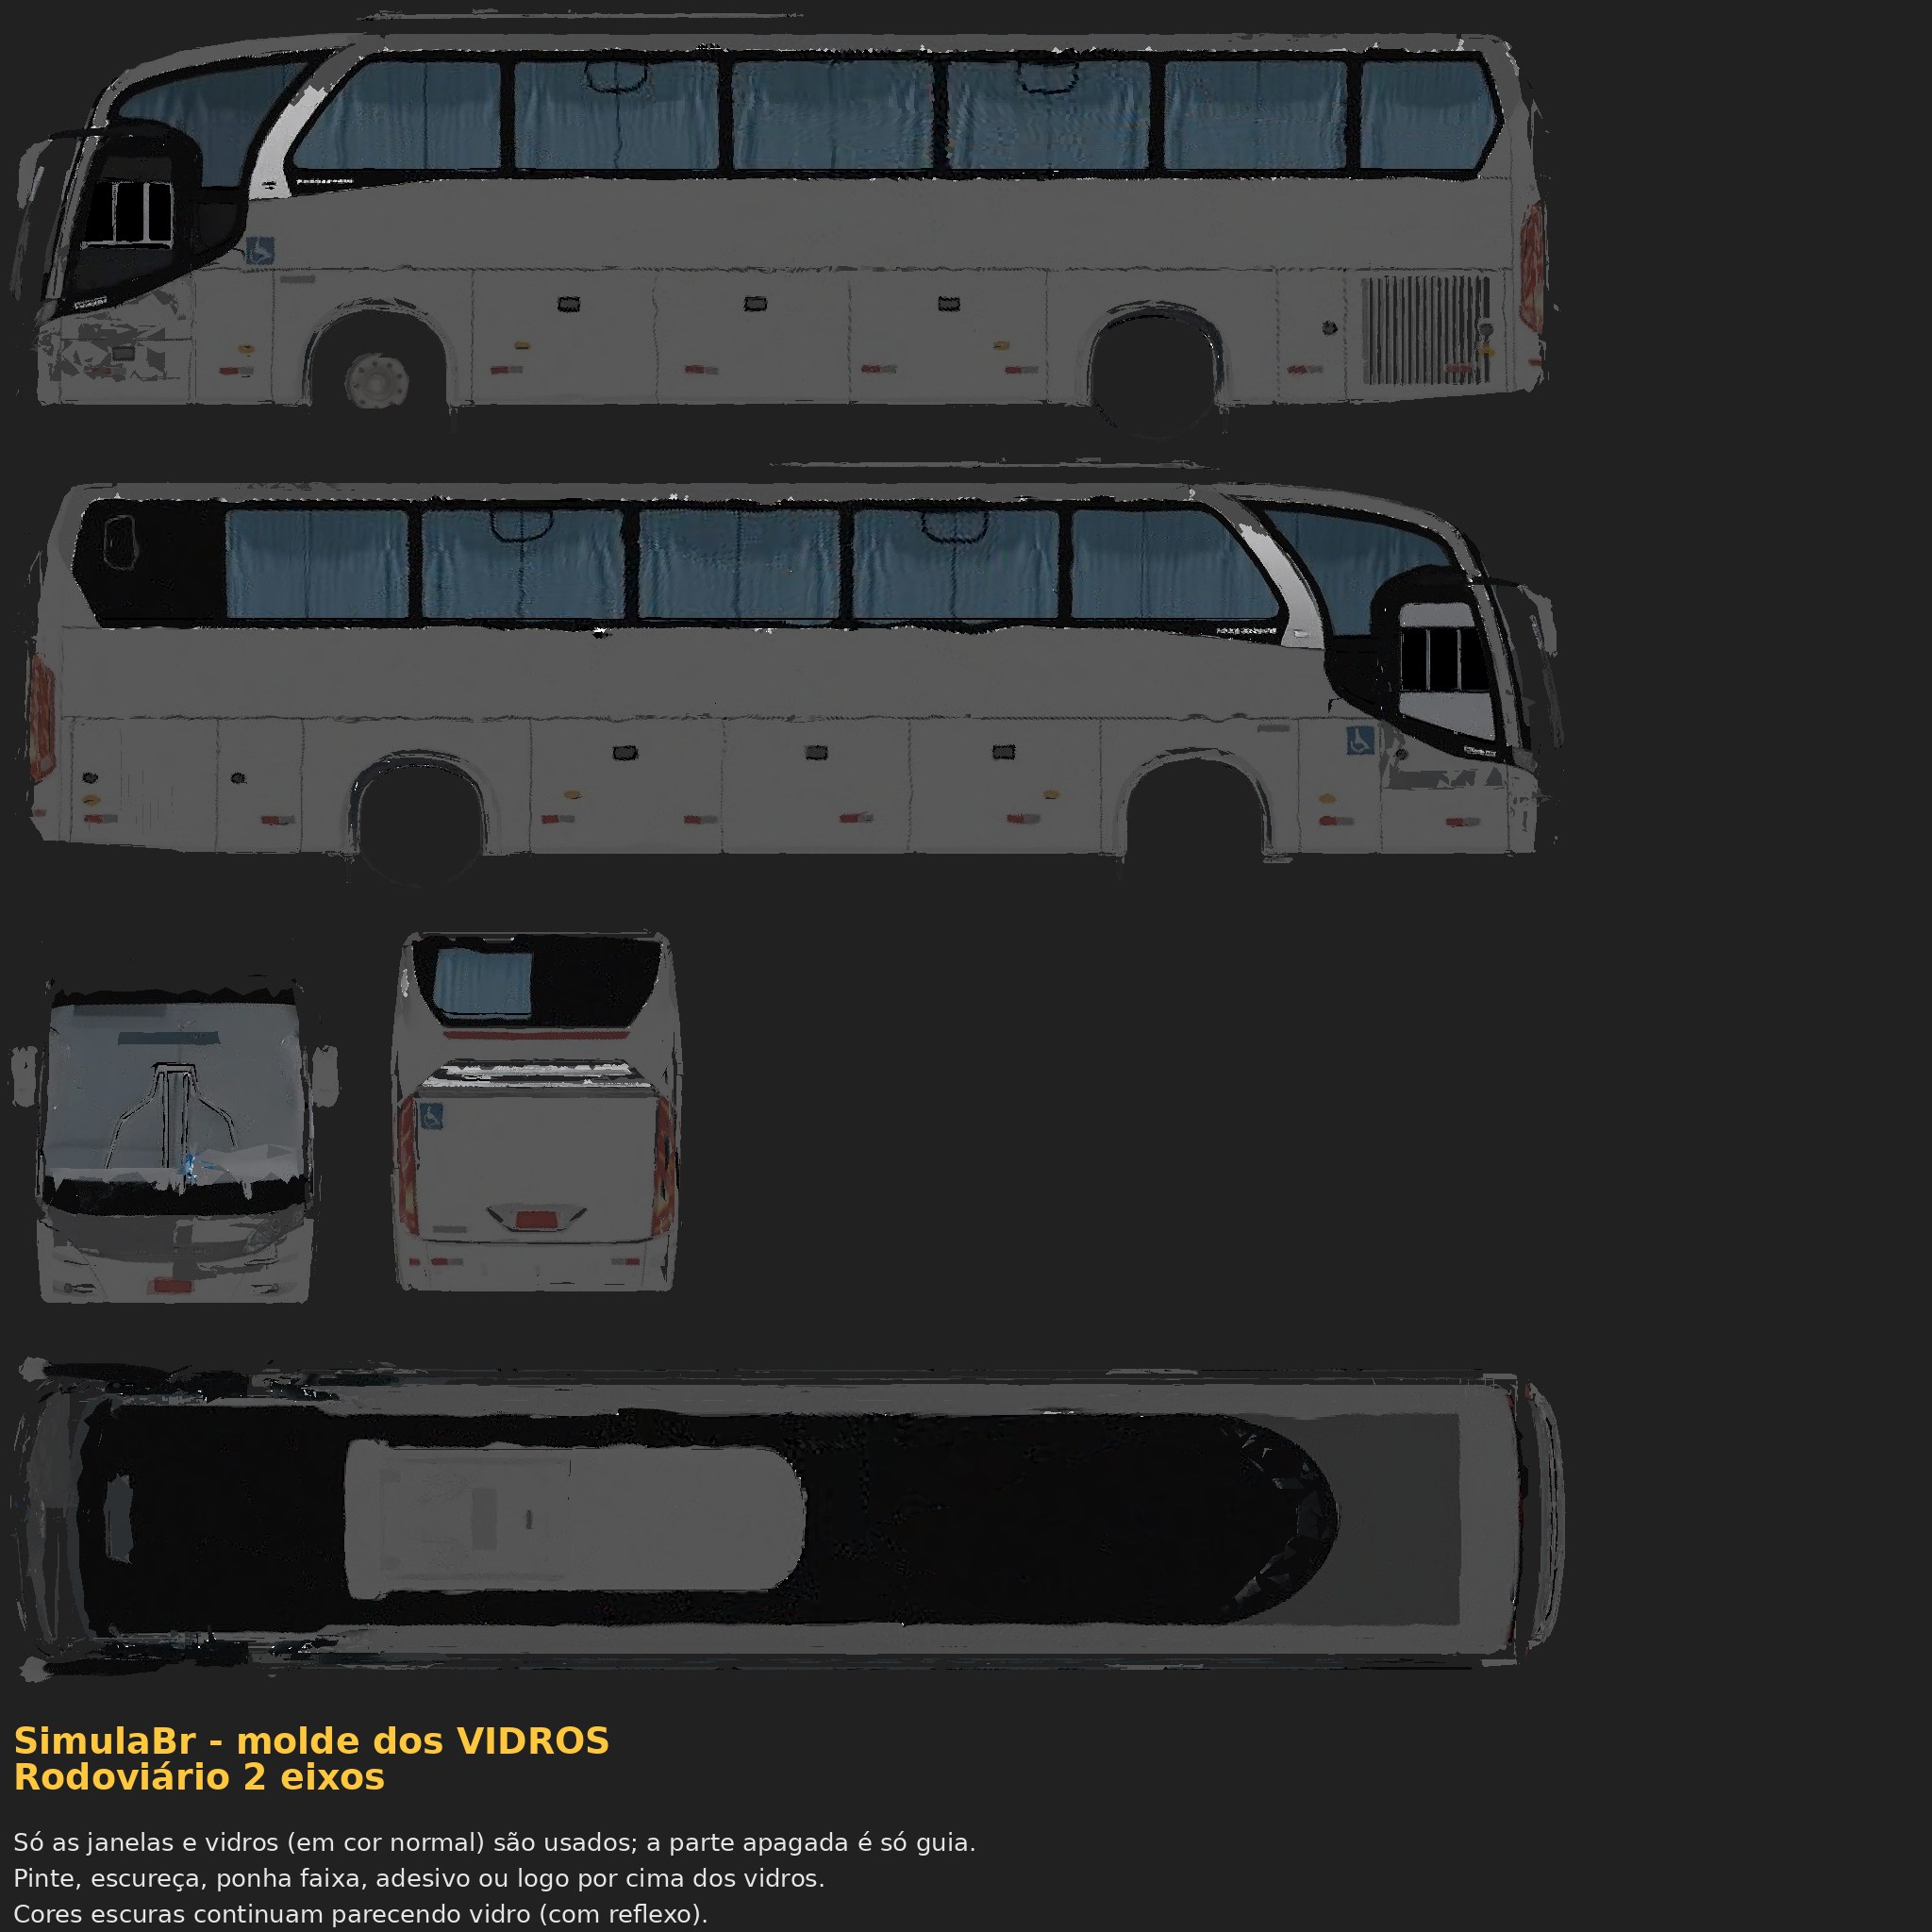 SimulaBr - molde dos VIDROS
Rodoviário 2 eixos
Só as janelas e vidros (em cor normal) são usados; a parte apagada é só guia.
Pinte, escureça, ponha faixa, adesivo ou logo por cima dos vidros.
Cores escuras continuam parecendo vidro (com reflexo).